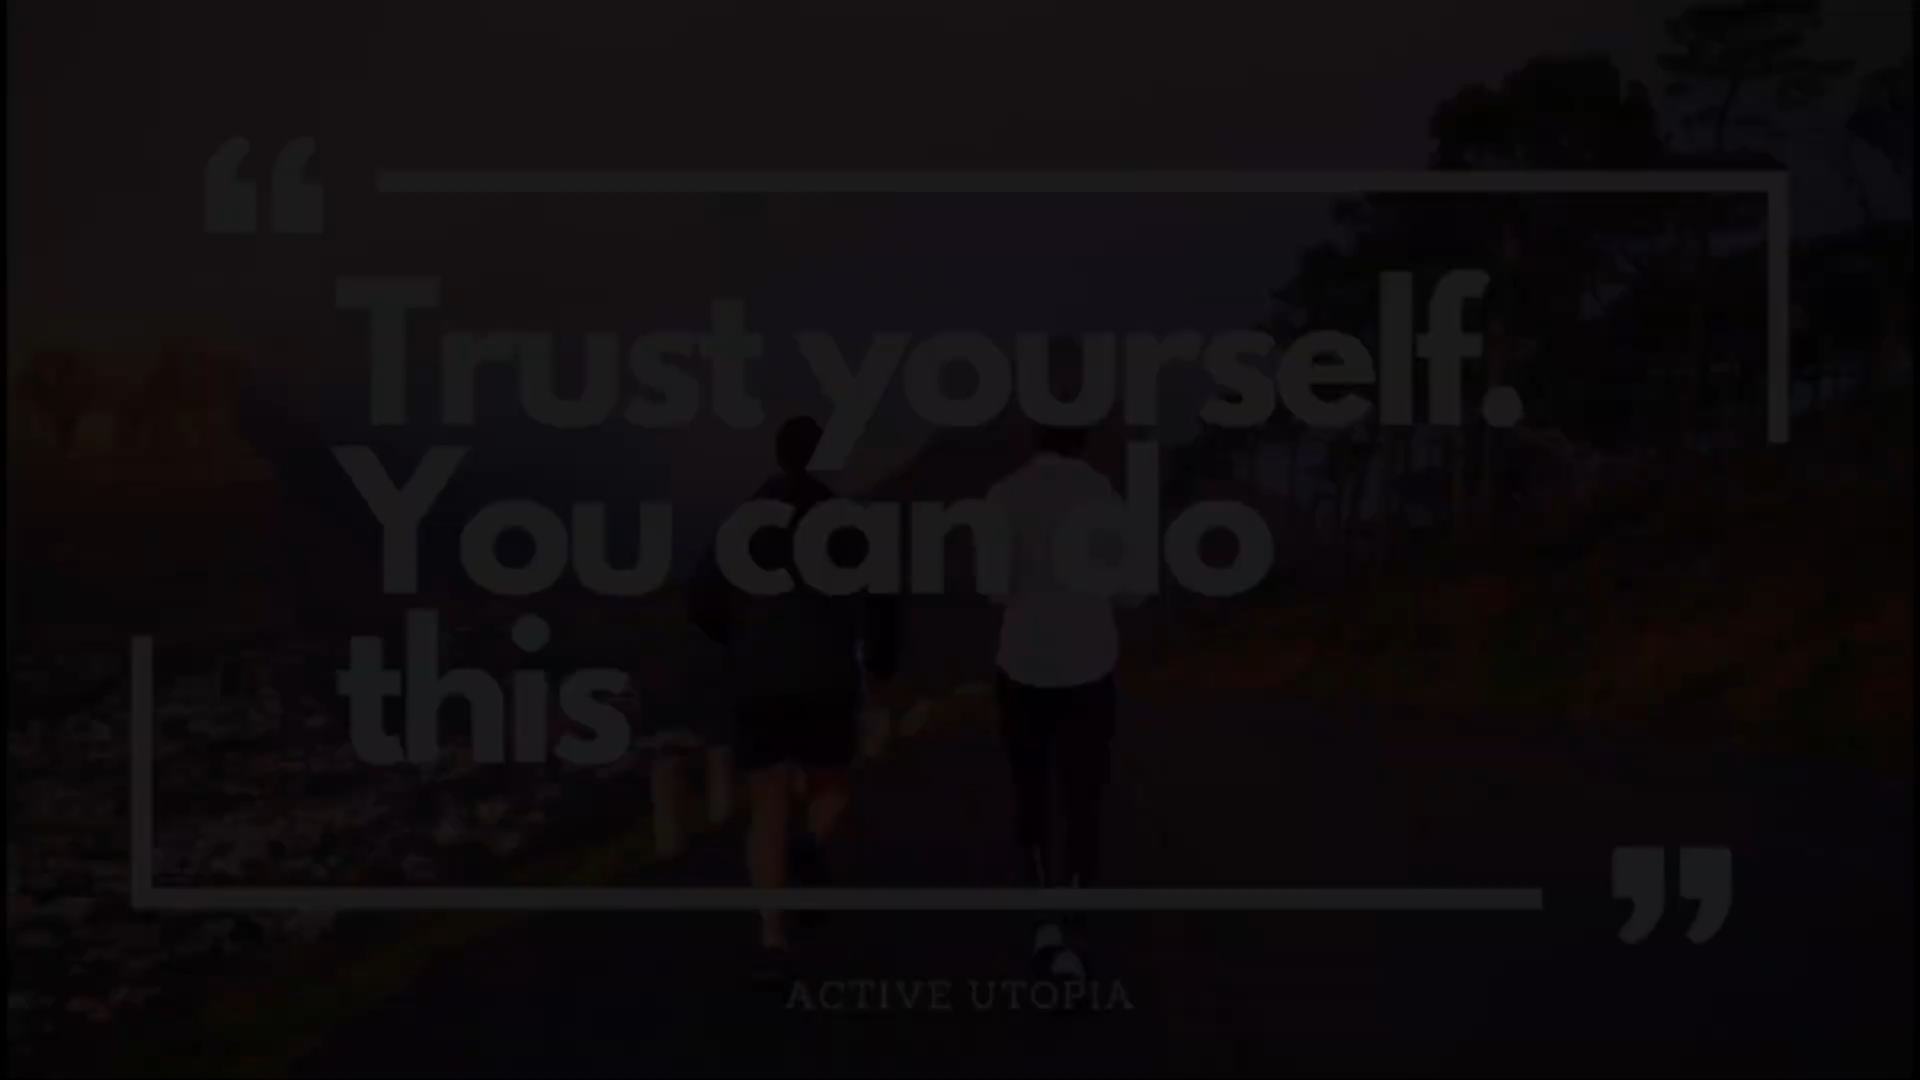 “
Trust yourself.
You can do
this
”
ACTIVE UTOPIA